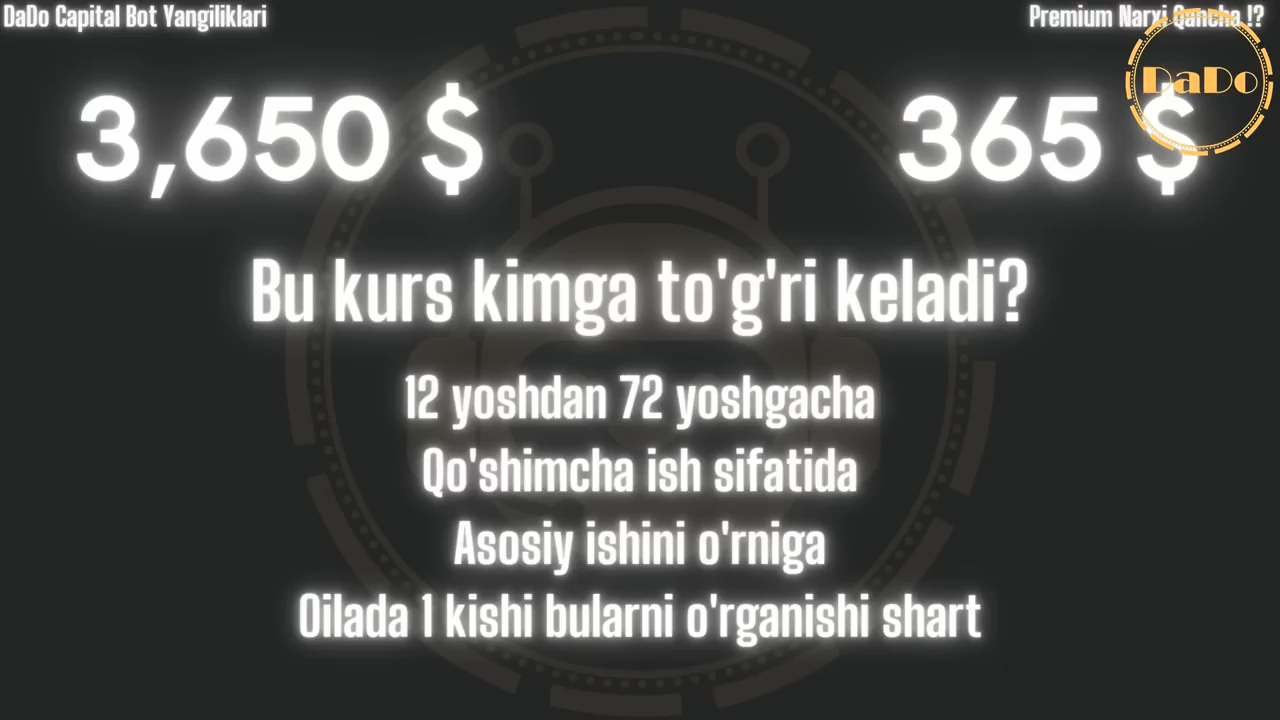 DaDo Capital Bot Yangiliklari
Premium Narxi Qancha !?
DaDo
3,650 $
365 $
Bu kurs kimga to'g'ri keladi?
12 yoshdan 72 yoshgacha
Qo'shimcha ish sifatida
Asosiy ishini o'rniga
Oilada 1 kishi bularni o'rganishi shart